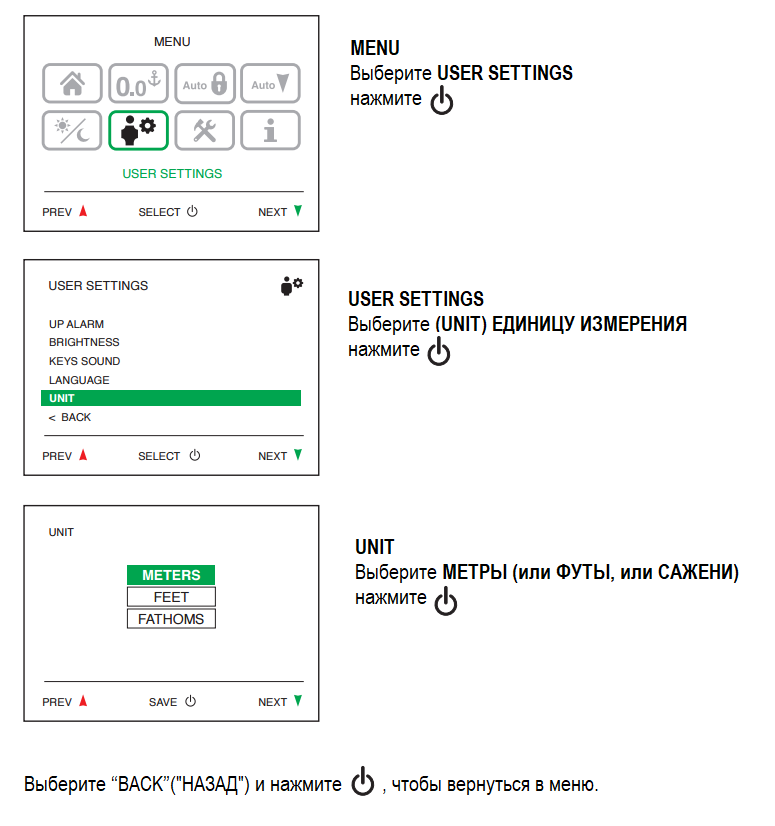 MENU
0.0
Auto
Auto
USER SETTINGS
PREV
SELECT
NEXT
MENU
Выберите USER SETTINGS
нажмите
USER SETTINGS
UP ALARM
BRIGHTNESS
KEYS SOUND
LANGUAGE
UNIT
< BACK
PREV
SELECT
NEXT
USER SETTINGS
Выберите (UNIT) ЕДИНИЦУ ИЗМЕРЕНИЯ
нажмите
UNIT
METERS
FEET
FATHOMS
PREV
SAVE
NEXT
UNIT
Выберите МЕТРЫ (или ФУТЫ, или САЖЕНИ)
нажмите
Выберите “BACK”("НАЗАД") и нажмите , чтобы вернуться в меню.